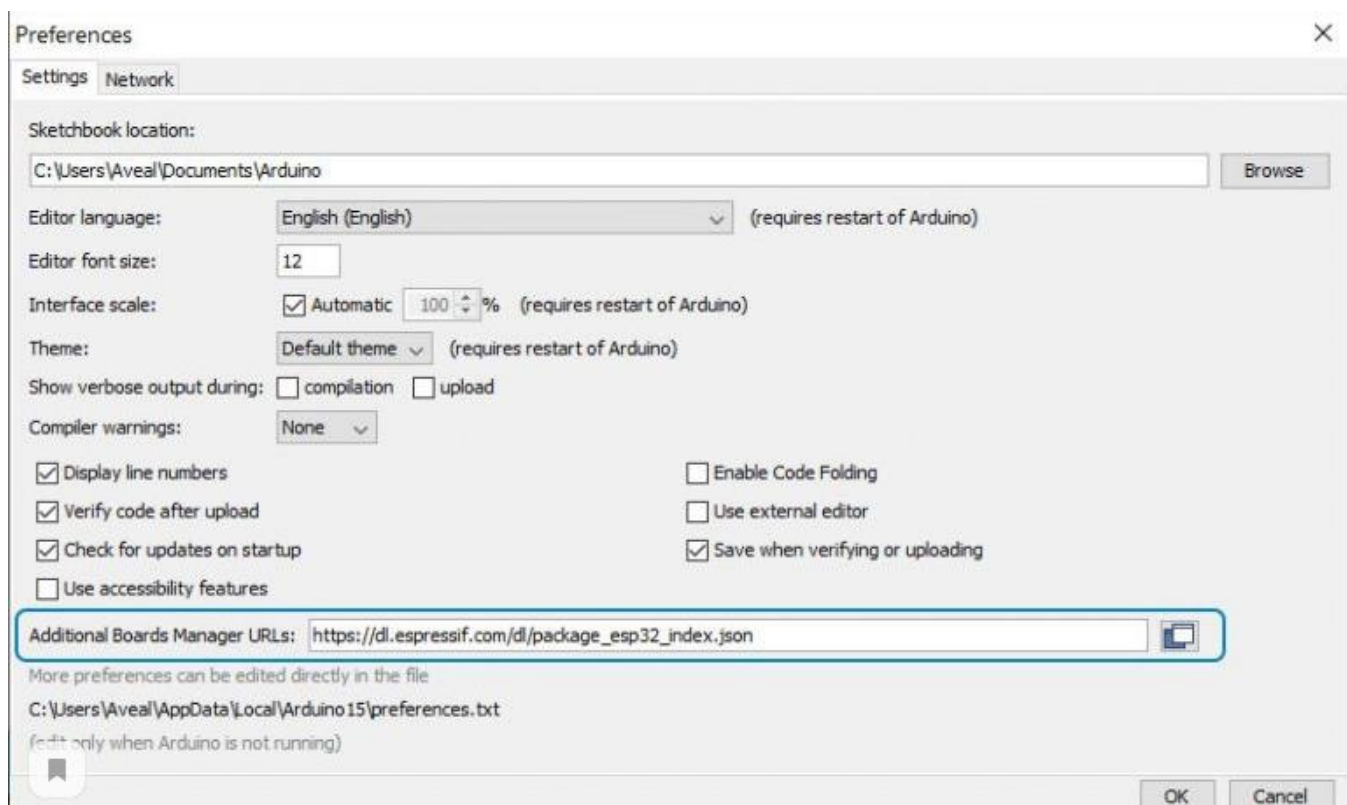 Preferences
Settings Network
Sketchbook location:
C:\Users\Aveal\Documents\Arduino Browse
Editor language: English (English) (requires restart of Arduino)
Editor font size: 12
Interface scale: Automatic 100 % (requires restart of Arduino)
Theme: Default theme (requires restart of Arduino)
Show verbose output during: compilation upload
Compiler warnings: None
Display line numbers Enable Code Folding
Verify code after upload Use external editor
Check for updates on startup Save when verifying or uploading
Use accessibility features
Additional Boards Manager URLs: https://dl.espressif.com/dl/package_esp32_index.json
More preferences can be edited directly in the file
C:\Users\Aveal\AppData\Local\Arduino15\preferences.txt
(edit only when Arduino is not running)
OK Cancel